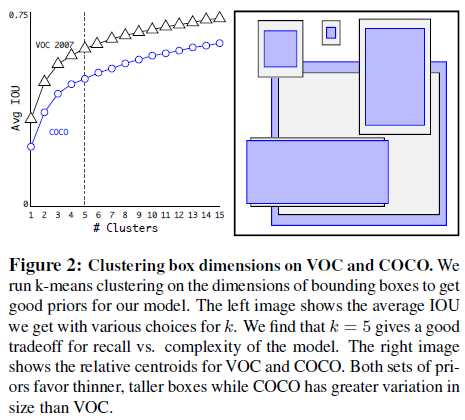 0.75
VOC 2007
COCO
Avg IOU
0
1 2 3 4 5 6 7 8 9 10 11 12 13 14 15
# Clusters
Figure 2: Clustering box dimensions on VOC and COCO. We
run k-means clustering on the dimensions of bounding boxes to get
good priors for our model. The left image shows the average IOU
we get with various choices for k. We find that k = 5 gives a good
tradeoff for recall vs. complexity of the model. The right image
shows the relative centroids for VOC and COCO. Both sets of pri-
ors favor thinner, taller boxes while COCO has greater variation in
size than VOC.